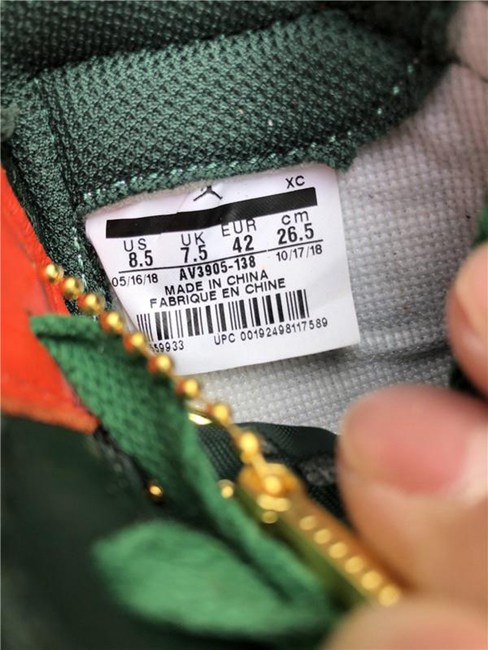 XC
US UK EUR cm
8.5 7.5 42 26.5
05/16/18 10/17/18
AV3905-138
MADE IN CHINA
FABRIQUE EN CHINE
59933 UPC 00192498117589